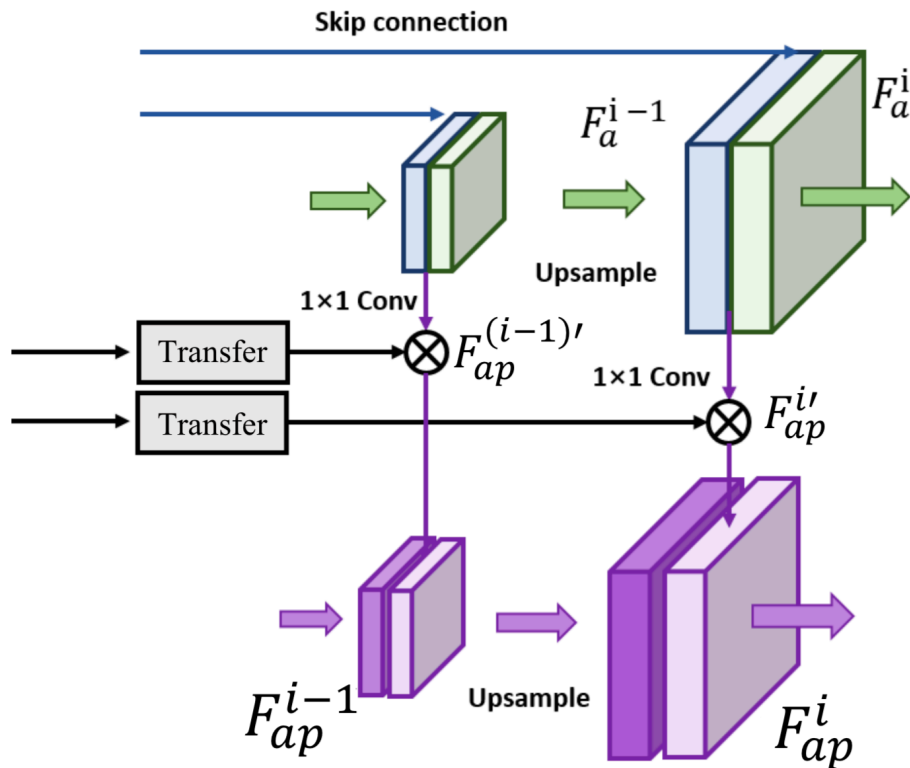 Skip connection
F_a^{i-1}
F_a^i
Upsample
1×1 Conv
Transfer
F_{ap}^{(i-1)'}
1×1 Conv
Transfer
F_{ap}^{i'}
F_{ap}^{i-1}
Upsample
F_{ap}^i